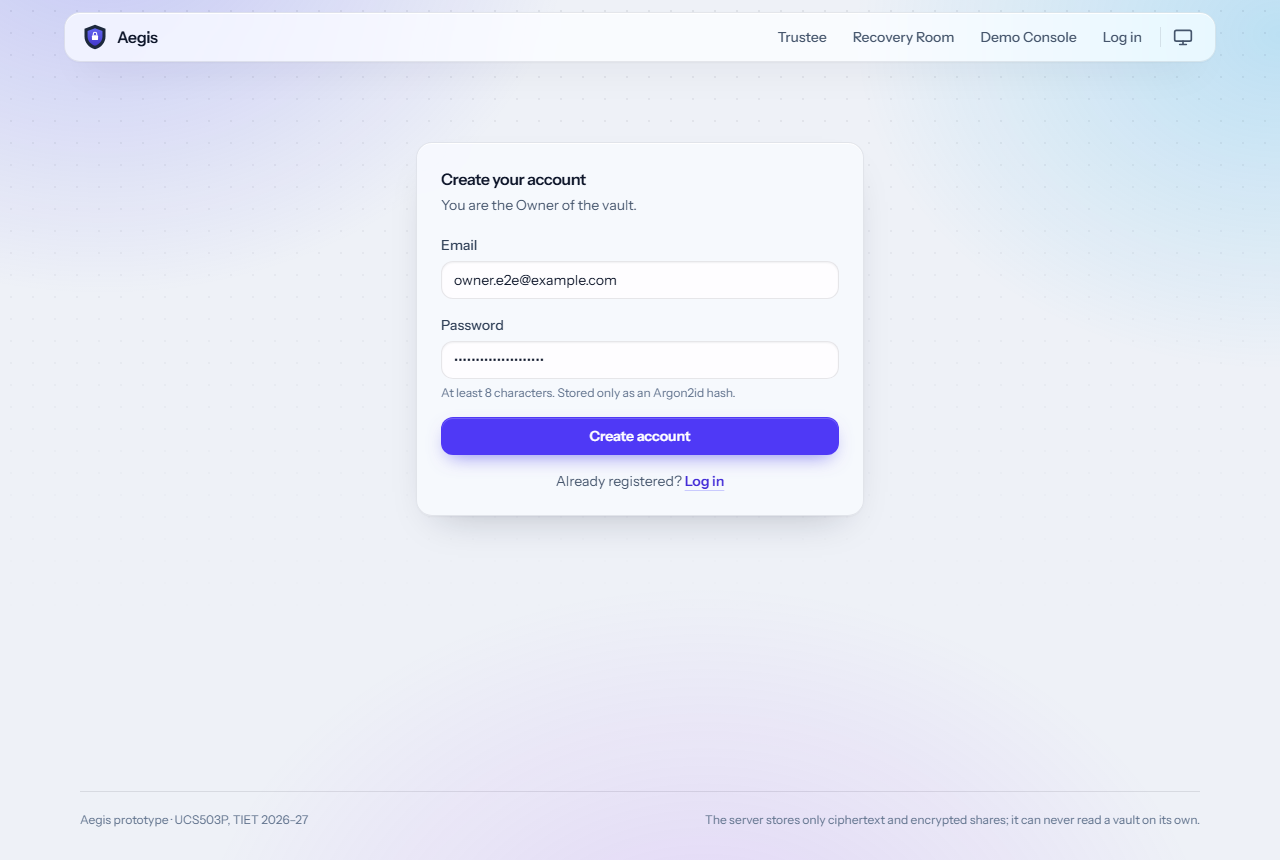 Aegis
Trustee
Recovery Room
Demo Console
Log in
Create your account
You are the Owner of the vault.
Email
owner.e2e@example.com
Password
•••••••••••••••••••••
At least 8 characters. Stored only as an Argon2id hash.
Create account
Already registered? Log in
Aegis prototype · UCS503P, TIET 2026–27
The server stores only ciphertext and encrypted shares; it can never read a vault on its own.